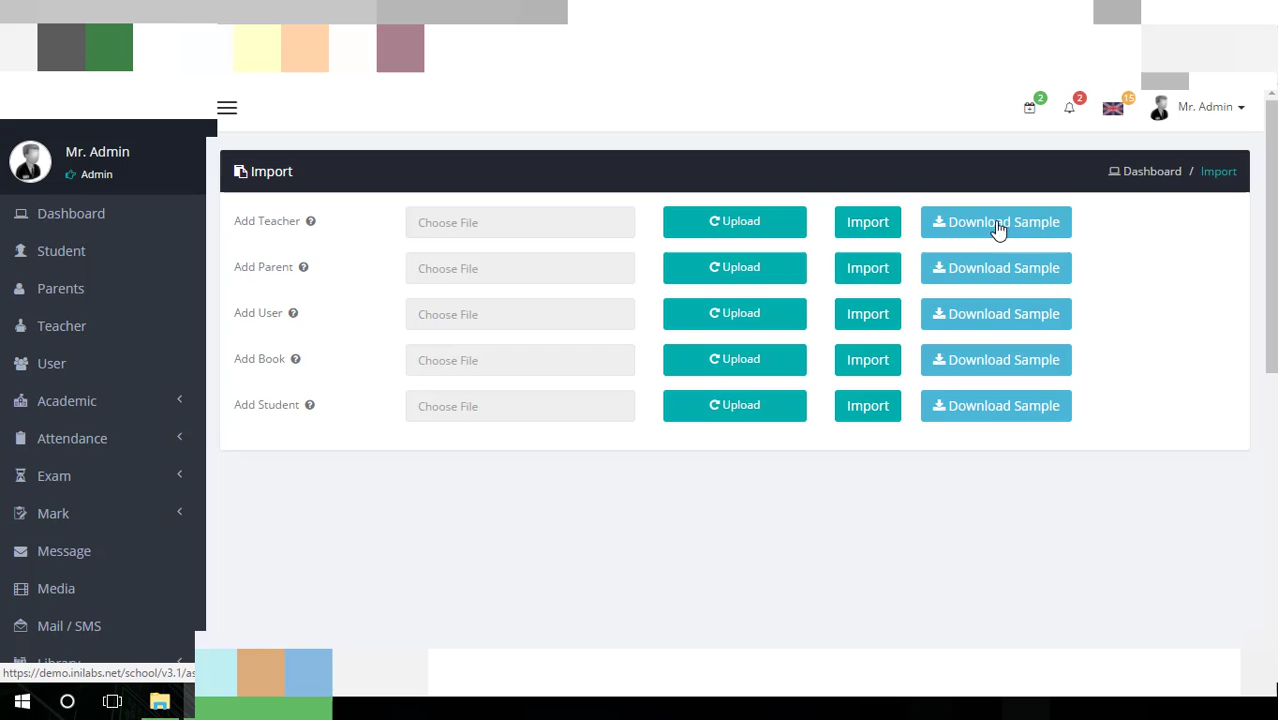 2
2
15
Mr. Admin
Mr. Admin
Admin
Import
Dashboard / Import
Dashboard
Student
Parents
Teacher
User
Academic
Attendance
Exam
Mark
Message
Media
Mail / SMS
Library
Add Teacher Choose File Upload Import Download Sample
Add Parent Choose File Upload Import Download Sample
Add User Choose File Upload Import Download Sample
Add Book Choose File Upload Import Download Sample
Add Student Choose File Upload Import Download Sample
https://demo.inilabs.net/school/v3.1/as